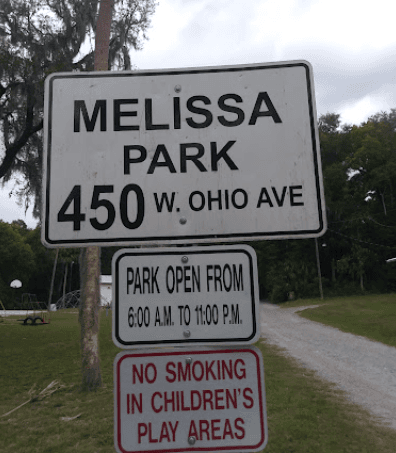 MELISSA
PARK
450 W. OHIO AVE
PARK OPEN FROM
6:00 A.M. TO 11:00 P.M.
NO SMOKING
IN CHILDREN'S
PLAY AREAS